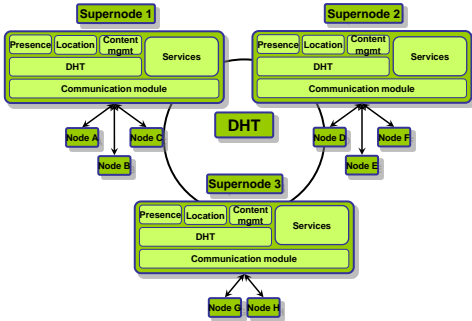 Supernode 1
Presence Location Content
mgmt
Services
DHT
Communication module
Node A
Node B
Node C
Supernode 2
Presence Location Content
mgmt
Services
DHT
Communication module
Node D
Node E
Node F
DHT
Supernode 3
Presence Location Content
mgmt
Services
DHT
Communication module
Node G
Node H